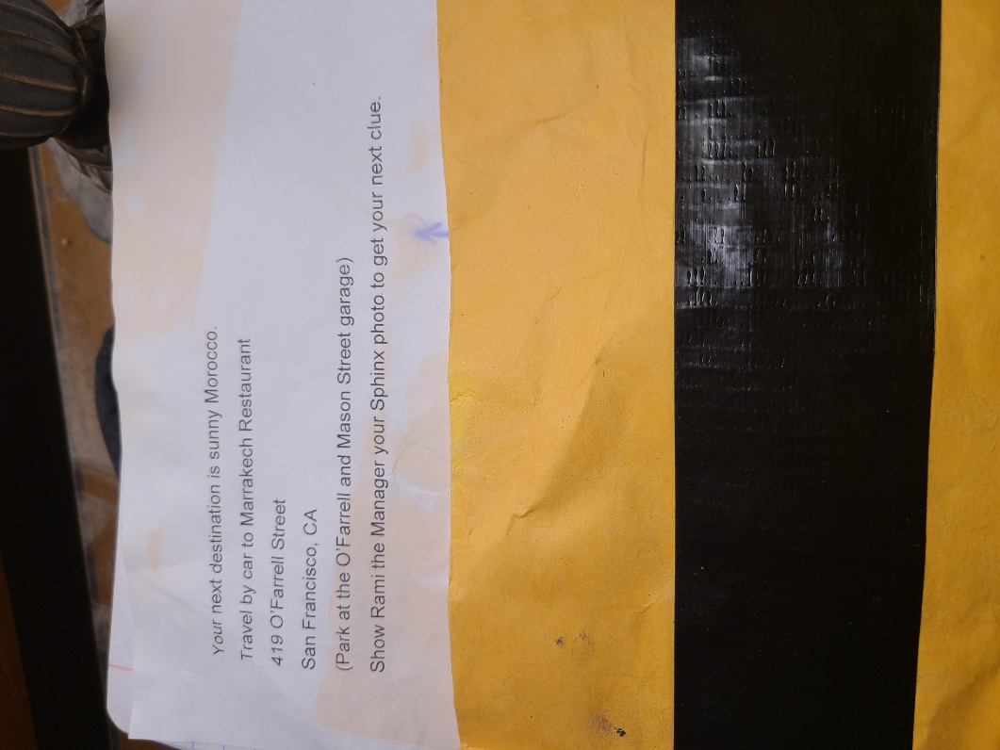 Your next destination is sunny Morocco.
Travel by car to Marrakech Restaurant
419 O'Farrell Street
San Francisco, CA
(Park at the O'Farrell and Mason Street garage)
Show Rami the Manager your Sphinx photo to get your next clue.